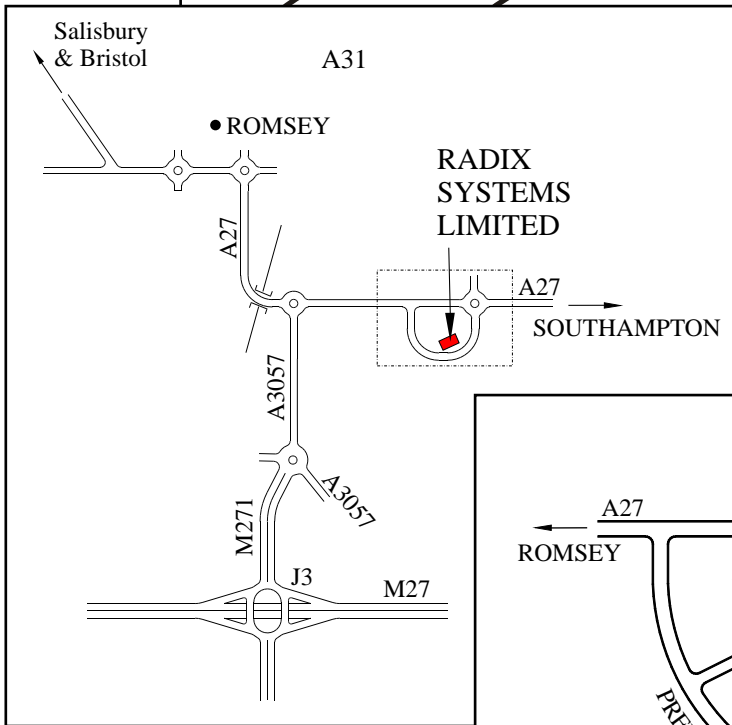 Salisbury
& Bristol
A31
ROMSEY
RADIX
SYSTEMS
LIMITED
A27
A27
SOUTHAMPTON
A3057
A3057
M271
J3
M27
A27
ROMSEY